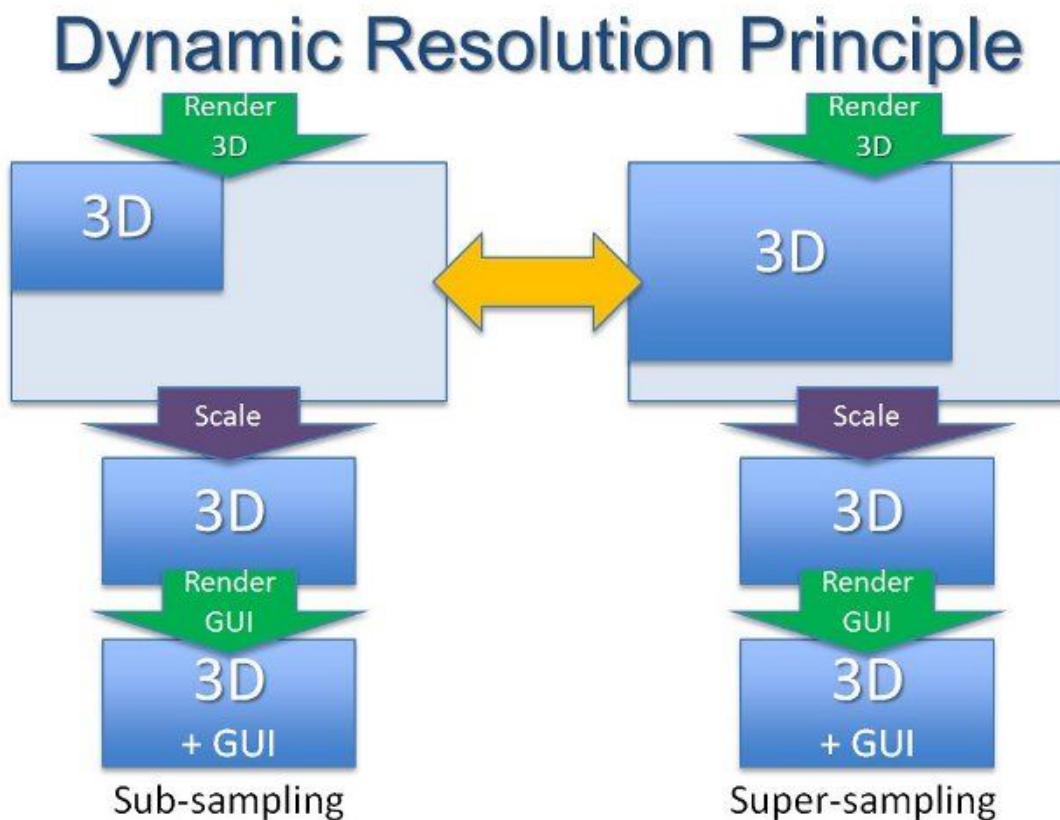 Dynamic Resolution Principle
Render
3D
3D
Scale
3D
Render
GUI
3D
+ GUI
Sub-sampling
Render
3D
3D
Scale
3D
Render
GUI
3D
+ GUI
Super-sampling